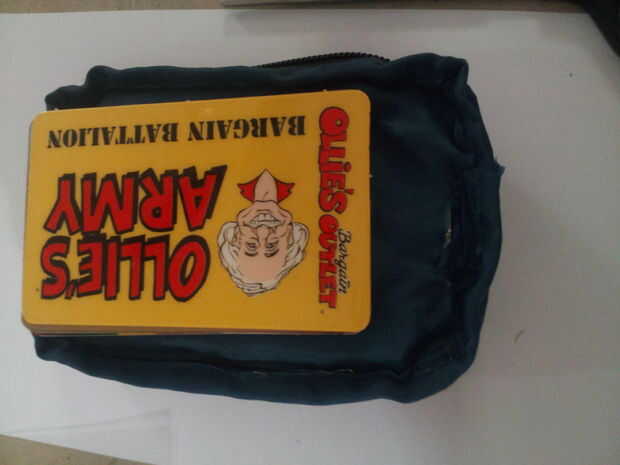 OLLIE'S
ARMY
BARGAIN BATTALION
OLLIE'S
Bargain
OUTLET